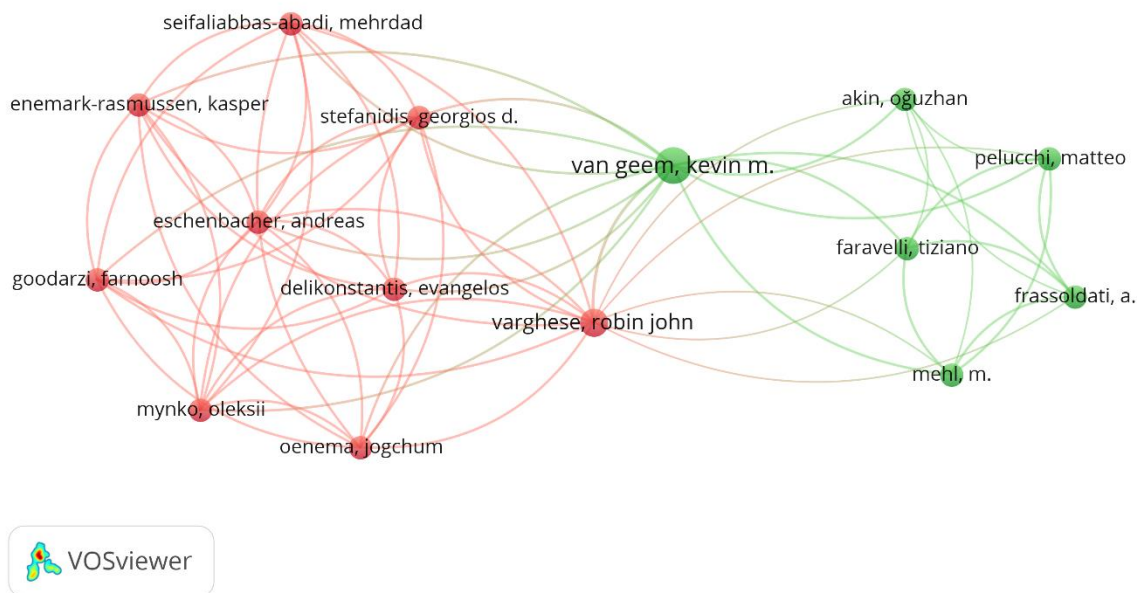 seifaliabbas-abadi, mehrdad
enemark-rasmussen, kasper
stefanidis, georgios d.
akin, oğuzhan
van geem, kevin m.
pelucchi, matteo
eschenbacher, andreas
faravelli, tiziano
goodarzi, farnoosh
delikonstantis, evangelos
frassoldati, a.
varghese, robin john
mehl, m.
mynko, oleksii
oenema, jogchum
VOSviewer